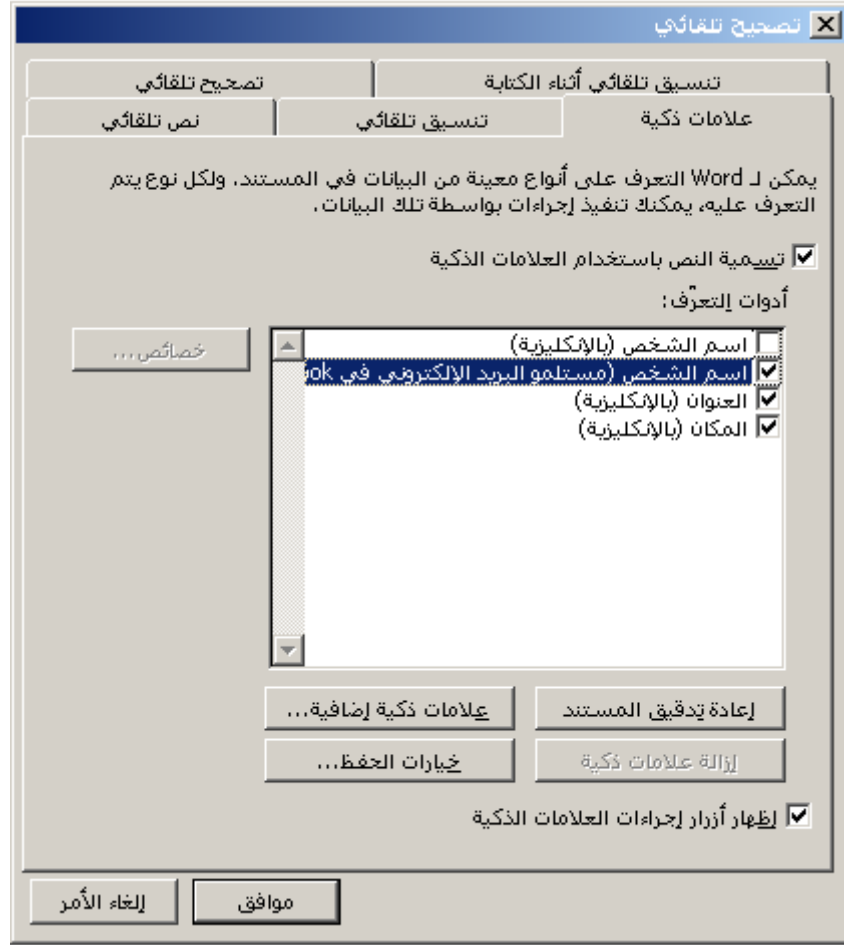 تصحيح تلقائي
تنسيق تلقائي أثناء الكتابة
تصحيح تلقائي
علامات ذكية
تنسيق تلقائي
نص تلقائي
يمكن لـ Word التعرف على أنواع معينة من البيانات في المستند، ولكل نوع يتم
التعرف عليه، يمكنك تنفيذ إجراءات بواسطة تلك البيانات.
تسمية النص باستخدام العلامات الذكية
أدوات التعرّف:
خصائص...
اسم الشخص (بالإنكليزية)
اسم الشخص (مستلمو البريد الإلكتروني في ook
العنوان (بالإنكليزية)
المكان (بالإنكليزية)
إعادة تدقيق المستند
علامات ذكية إضافية...
إزالة علامات ذكية
خيارات الحفظ...
إظهار أزرار إجراءات العلامات الذكية
موافق
إلغاء الأمر